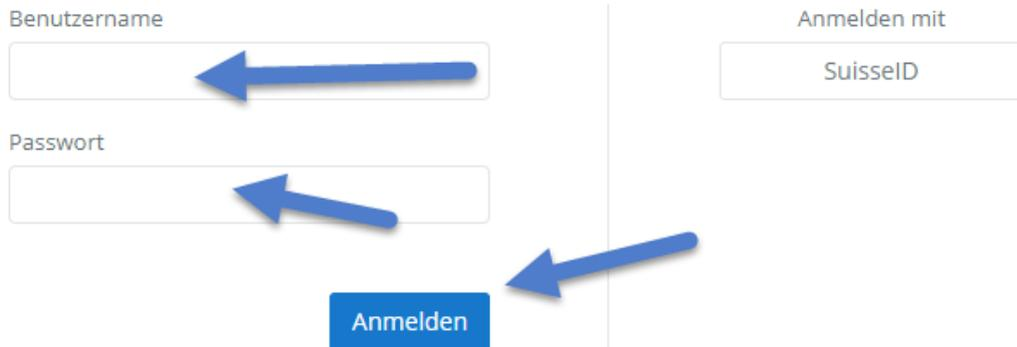 Benutzername
Passwort
Anmelden
Anmelden mit
SuisseID